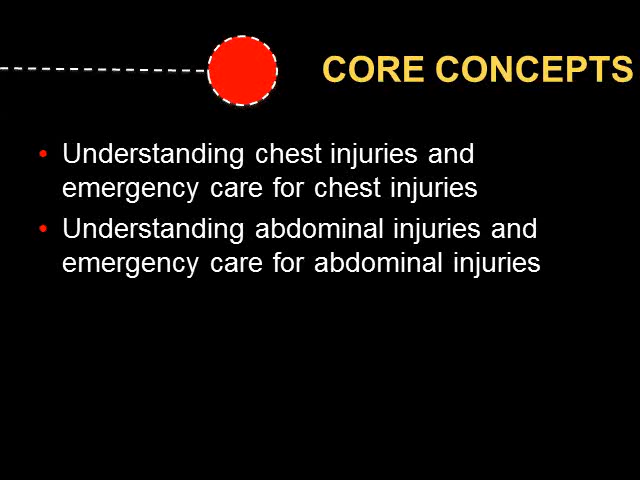 CORE CONCEPTS
• Understanding chest injuries and
emergency care for chest injuries
• Understanding abdominal injuries and
emergency care for abdominal injuries